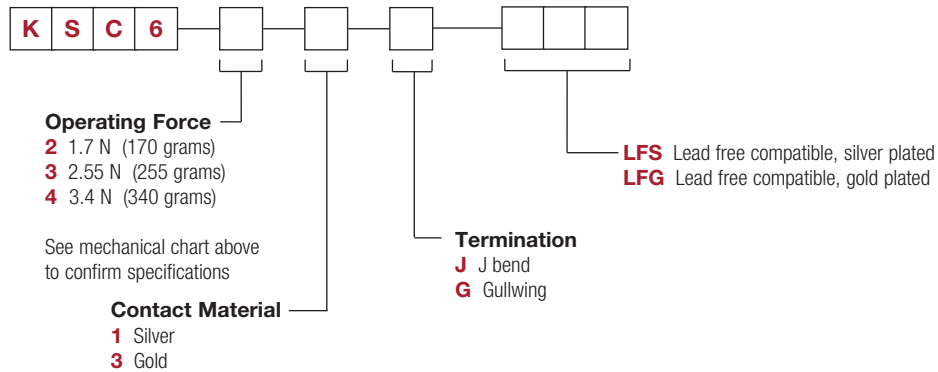 K S C 6
Operating Force
2 1.7 N (170 grams)
3 2.55 N (255 grams)
4 3.4 N (340 grams)
See mechanical chart above
to confirm specifications
Contact Material
1 Silver
3 Gold
Termination
J J bend
G Gullwing
LFS Lead free compatible, silver plated
LFG Lead free compatible, gold plated